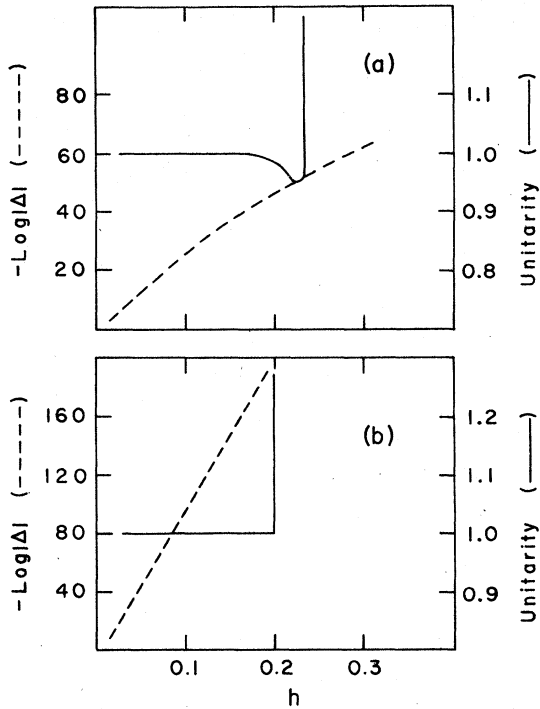 (a)
80
60
40
20
-Log|Δ| (-----)
1.1
1.0
0.9
0.8
Unitarity (——)
(b)
160
120
80
40
-Log|Δ| (-----)
1.2
1.1
1.0
0.9
Unitarity (——)
0.1 0.2 0.3
h